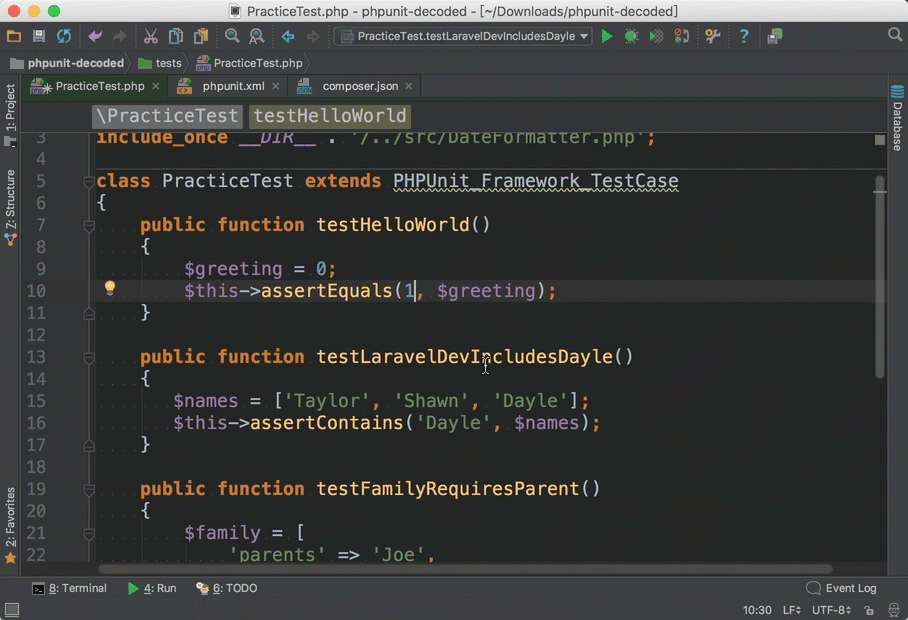 PracticeTest.php - phpunit-decoded - [~/Downloads/phpunit-decoded]
PracticeTest.testLaravelDevIncludesDayle
phpunit-decoded tests PracticeTest.php
PracticeTest.php phpunit.xml composer.json
1: Project
Z: Structure
2: Favorites
Database
\PracticeTest testHelloWorld
3 include_once __DIR__ . '/../src/DateFormatter.php';
4
5 class PracticeTest extends PHPUnit_Framework_TestCase
6 {
7 public function testHelloWorld()
8 {
9 $greeting = 0;
10 $this->assertEquals(1, $greeting);
11 }
12
13 public function testLaravelDevIncludesDayle()
14 {
15 $names = ['Taylor', 'Shawn', 'Dayle'];
16 $this->assertContains('Dayle', $names);
17 }
18
19 public function testFamilyRequiresParent()
20 {
21 $family = [
22 'parents' => 'Joe',
8: Terminal 4: Run 6: TODO Event Log
10:30 LF UTF-8